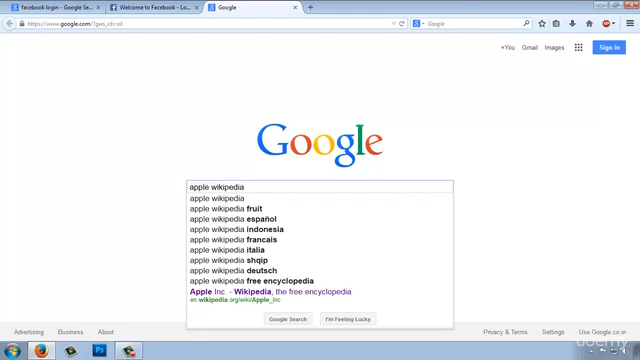 facebook login - Google Se...
Welcome to Facebook - Lo...
Google
https://www.google.com/?gws_rd=ssl
Google
+You Gmail Images Sign in
Google
apple wikipedia
apple wikipedia
apple wikipedia fruit
apple wikipedia español
apple wikipedia indonesia
apple wikipedia francais
apple wikipedia italia
apple wikipedia shqip
apple wikipedia deutsch
apple wikipedia free encyclopedia
Apple Inc. - Wikipedia, the free encyclopedia
en.wikipedia.org/wiki/Apple_Inc.
Google Search I'm Feeling Lucky
Advertising Business About Privacy & Terms Settings Use Google.co.in
Ps
udemy